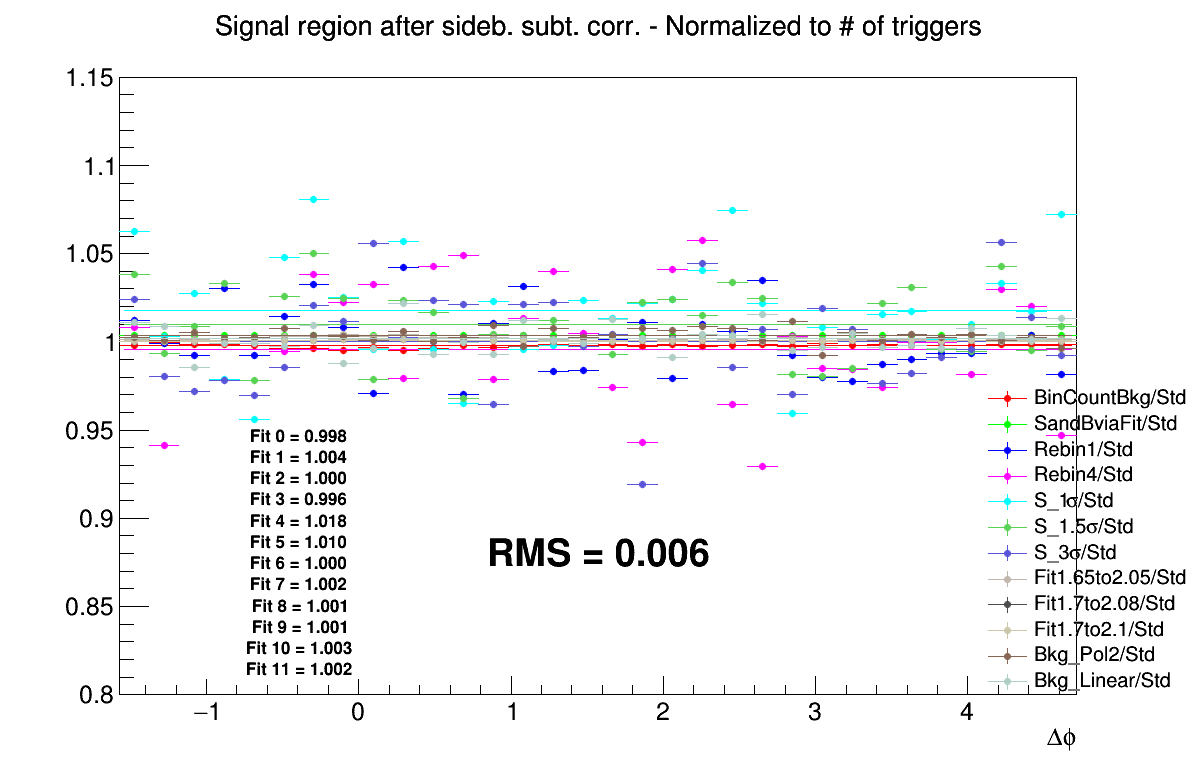 Signal region after sideb. subt. corr. - Normalized to # of triggers
1.15
1.1
1.05
1
0.95
0.9
0.85
0.8
Fit 0 = 0.998
Fit 1 = 1.004
Fit 2 = 1.000
Fit 3 = 0.996
Fit 4 = 1.018
Fit 5 = 1.010
Fit 6 = 1.000
Fit 7 = 1.002
Fit 8 = 1.001
Fit 9 = 1.001
Fit 10 = 1.003
Fit 11 = 1.002
RMS = 0.006
BinCountBkg/Std
SandBviaFit/Std
Rebin1/Std
Rebin4/Std
S_1σ/Std
S_1.5σ/Std
S_3σ/Std
Fit1.65to2.05/Std
Fit1.7to2.08/Std
Fit1.7to2.1/Std
Bkg_Pol2/Std
Bkg_Linear/Std
−1 0 1 2 3 4
Δϕ